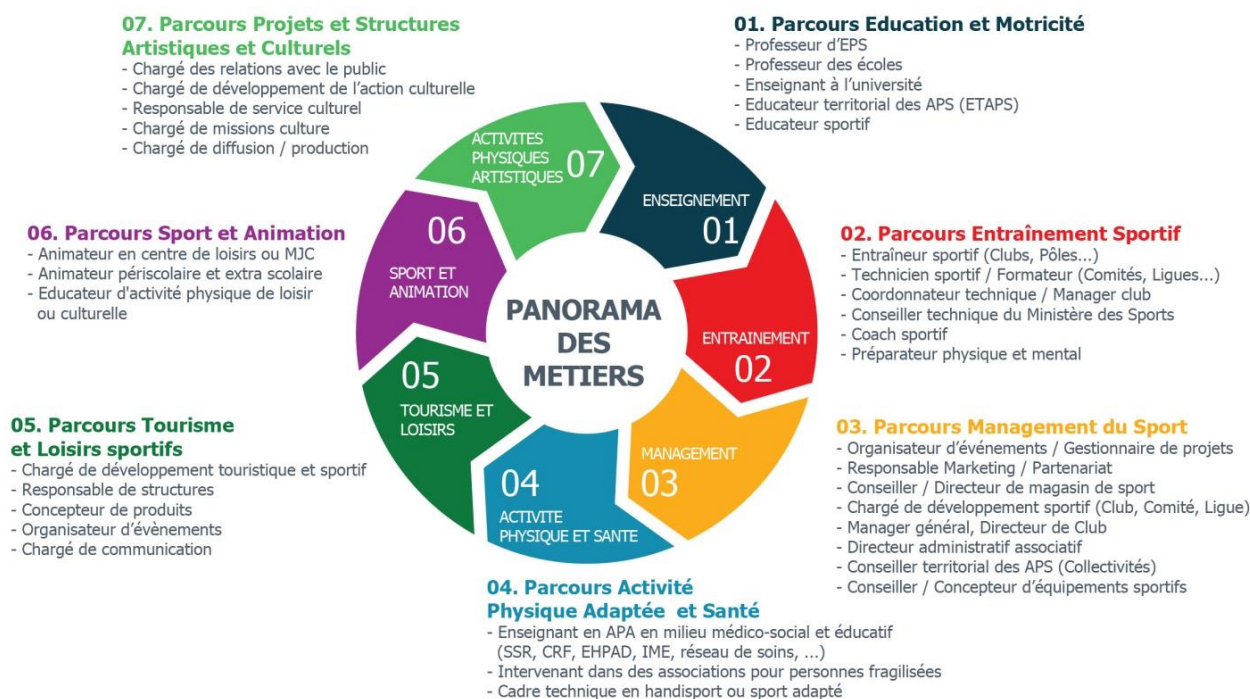 07. Parcours Projets et Structures
Artistiques et Culturels
- Chargé des relations avec le public
- Chargé de développement de l'action culturelle
- Responsable de service culturel
- Chargé de missions culture
- Chargé de diffusion / production
01. Parcours Education et Motricité
- Professeur d'EPS
- Professeur des écoles
- Enseignant à l'université
- Educateur territorial des APS (ETAPS)
- Educateur sportif
06. Parcours Sport et Animation
- Animateur en centre de loisirs ou MJC
- Animateur périscolaire et extra scolaire
- Educateur d'activité physique de loisir
ou culturelle
02. Parcours Entraînement Sportif
- Entraîneur sportif (Clubs, Pôles...)
- Technicien sportif / Formateur (Comités, Ligues...)
- Coordonnateur technique / Manager club
- Conseiller technique du Ministère des Sports
- Coach sportif
- Préparateur physique et mental
05. Parcours Tourisme
et Loisirs sportifs
- Chargé de développement touristique et sportif
- Responsable de structures
- Concepteur de produits
- Organisateur d'évènements
- Chargé de communication
03. Parcours Management du Sport
- Organisateur d'événements / Gestionnaire de projets
- Responsable Marketing / Partenariat
- Conseiller / Directeur de magasin de sport
- Chargé de développement sportif (Club, Comité, Ligue)
- Manager général, Directeur de Club
- Directeur administratif associatif
- Conseiller territorial des APS (Collectivités)
- Conseiller / Concepteur d'équipements sportifs
04. Parcours Activité
Physique Adaptée et Santé
- Enseignant en APA en milieu médico-social et éducatif
(SSR, CRF, EHPAD, IME, réseau de soins, ...)
- Intervenant dans des associations pour personnes fragilisées
- Cadre technique en handisport ou sport adapté
PANORAMA
DES
METIERS
ENSEIGNEMENT
01
ENTRAINEMENT
02
MANAGEMENT
03
04
ACTIVITE
PHYSIQUE ET SANTE
05
TOURISME ET
LOISIRS
06
SPORT ET
ANIMATION
ACTIVITES
PHYSIQUES
ARTISTIQUES
07